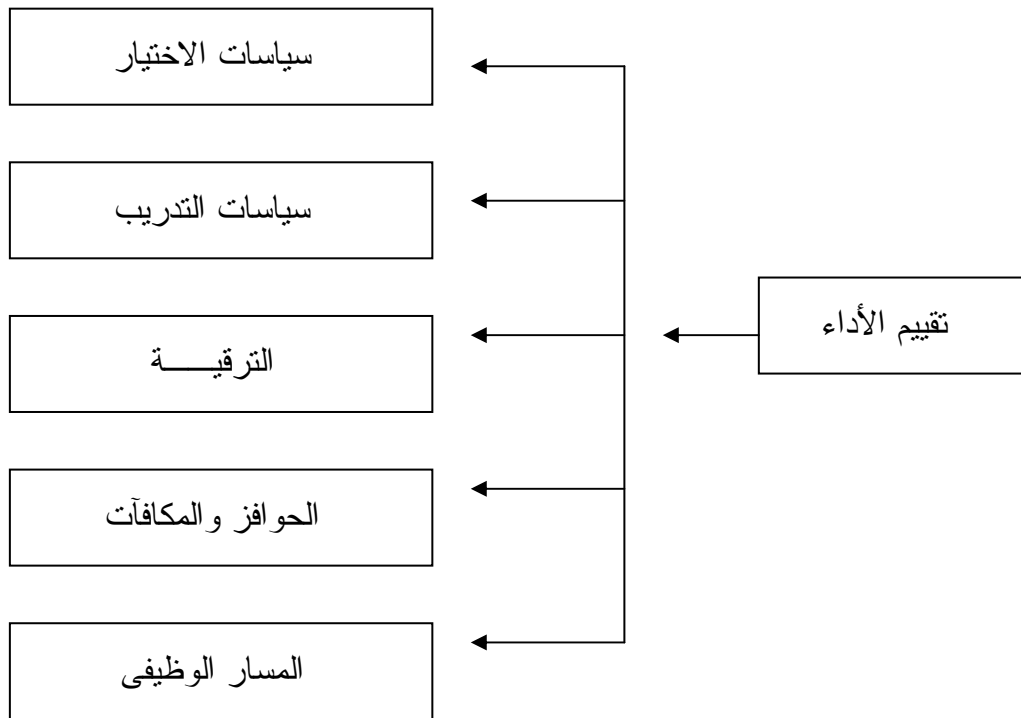 سياسات الاختيار
سياسات التدريب
تقييم الأداء
الترقيـــــة
الحوافز والمكافآت
المسار الوظيفى